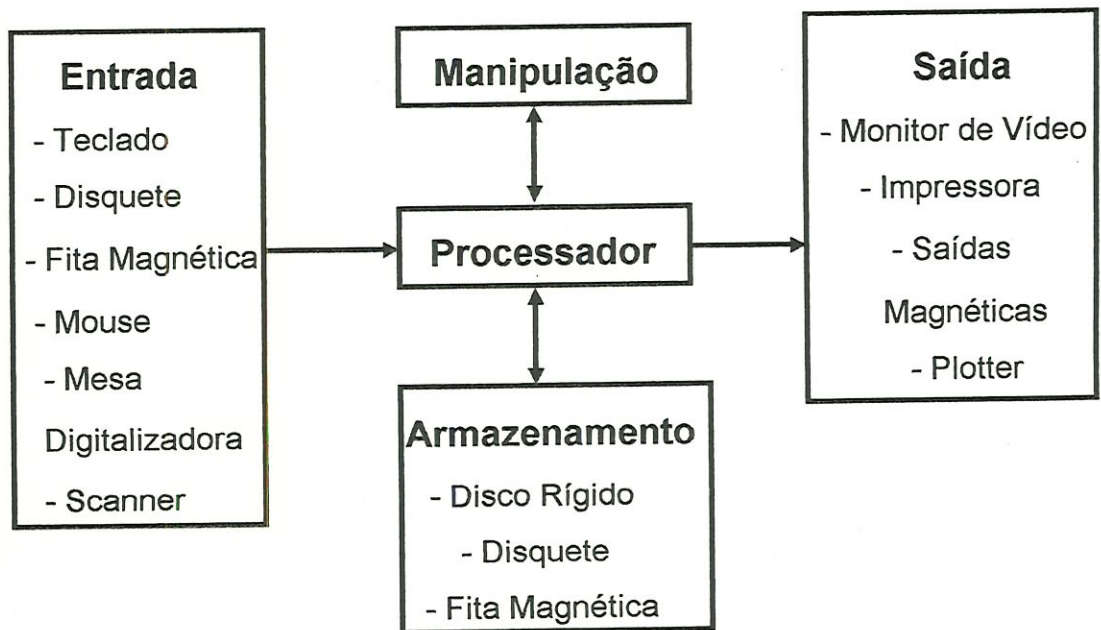 Entrada
- Teclado
- Disquete
- Fita Magnética
- Mouse
- Mesa
Digitalizadora
- Scanner
Manipulação
Processador
Armazenamento
- Disco Rígido
- Disquete
- Fita Magnética
Saída
- Monitor de Vídeo
- Impressora
- Saídas
Magnéticas
- Plotter